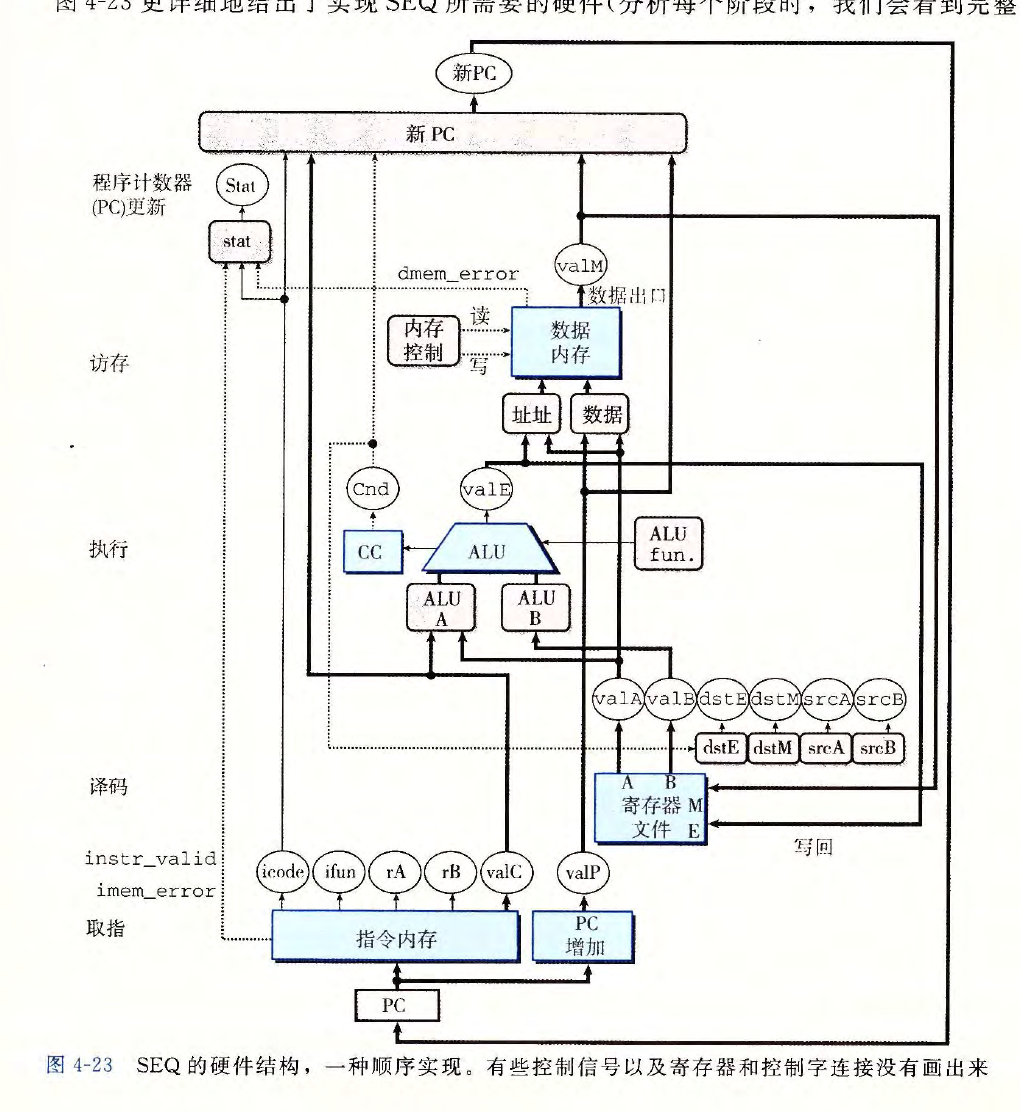 图 4-23 更详细地给出了实现 SEQ 所需要的硬件(分析每个阶段时，我们会看到完整
新PC
新 PC
程序计数器
(PC)更新
Stat
stat
dmem_error
valM
数据出口
访存
内存
控制
读
写
数据
内存
址址
数据
Cnd
valE
执行
CC
ALU
ALU
fun.
ALU
A
ALU
B
valA
valB
dstE
dstM
srcA
srcB
dstE
dstM
srcA
srcB
译码
A
B
寄存器 M
文件 E
写回
instr_valid
imem_error
icode
ifun
rA
rB
valC
valP
取指
指令内存
PC
增加
PC
图 4-23 SEQ 的硬件结构，一种顺序实现。有些控制信号以及寄存器和控制字连接没有画出来